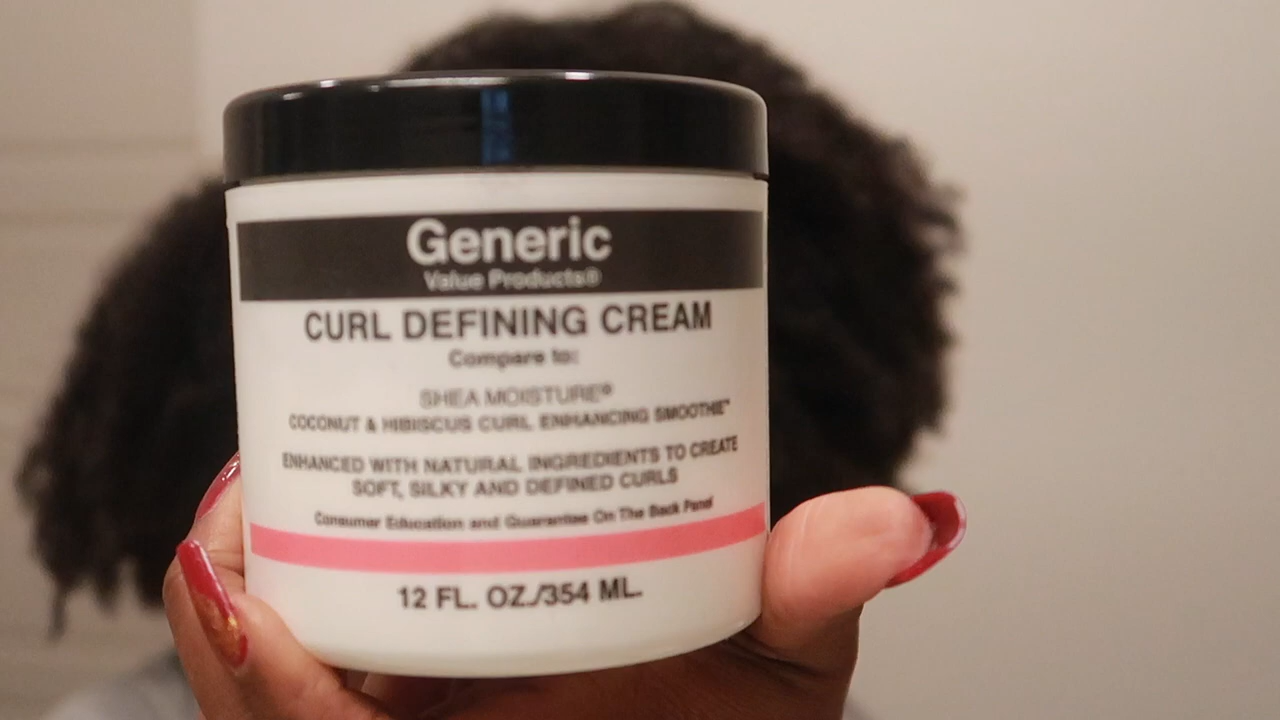 Generic
Value Products®
CURL DEFINING CREAM
Compare to:
SHEA MOISTURE®
COCONUT & HIBISCUS CURL ENHANCING SMOOTHIE™
ENHANCED WITH NATURAL INGREDIENTS TO CREATE
SOFT, SILKY AND DEFINED CURLS
Consumer Education and Guarantee On The Back Panel
12 FL. OZ./354 ML.